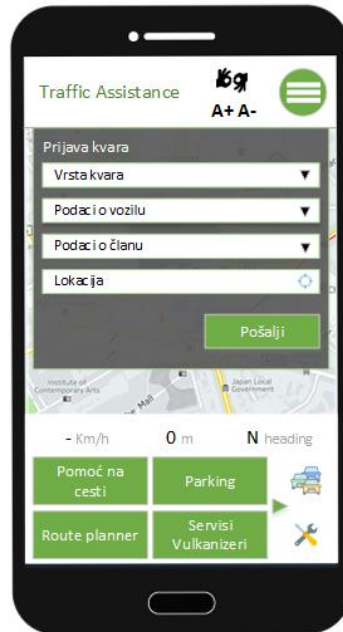 Traffic Assistance
A+ A-
Prijava kvara
Vrsta kvara
Podaci o vozilu
Podaci o članu
Lokacija
Pošalji
Institute of
Contemporary Arts
The Mall
Japan Local
Government
- Km/h
0 m
N heading
Pomoć na
cesti
Parking
Route planner
Servisi
Vulkanizeri